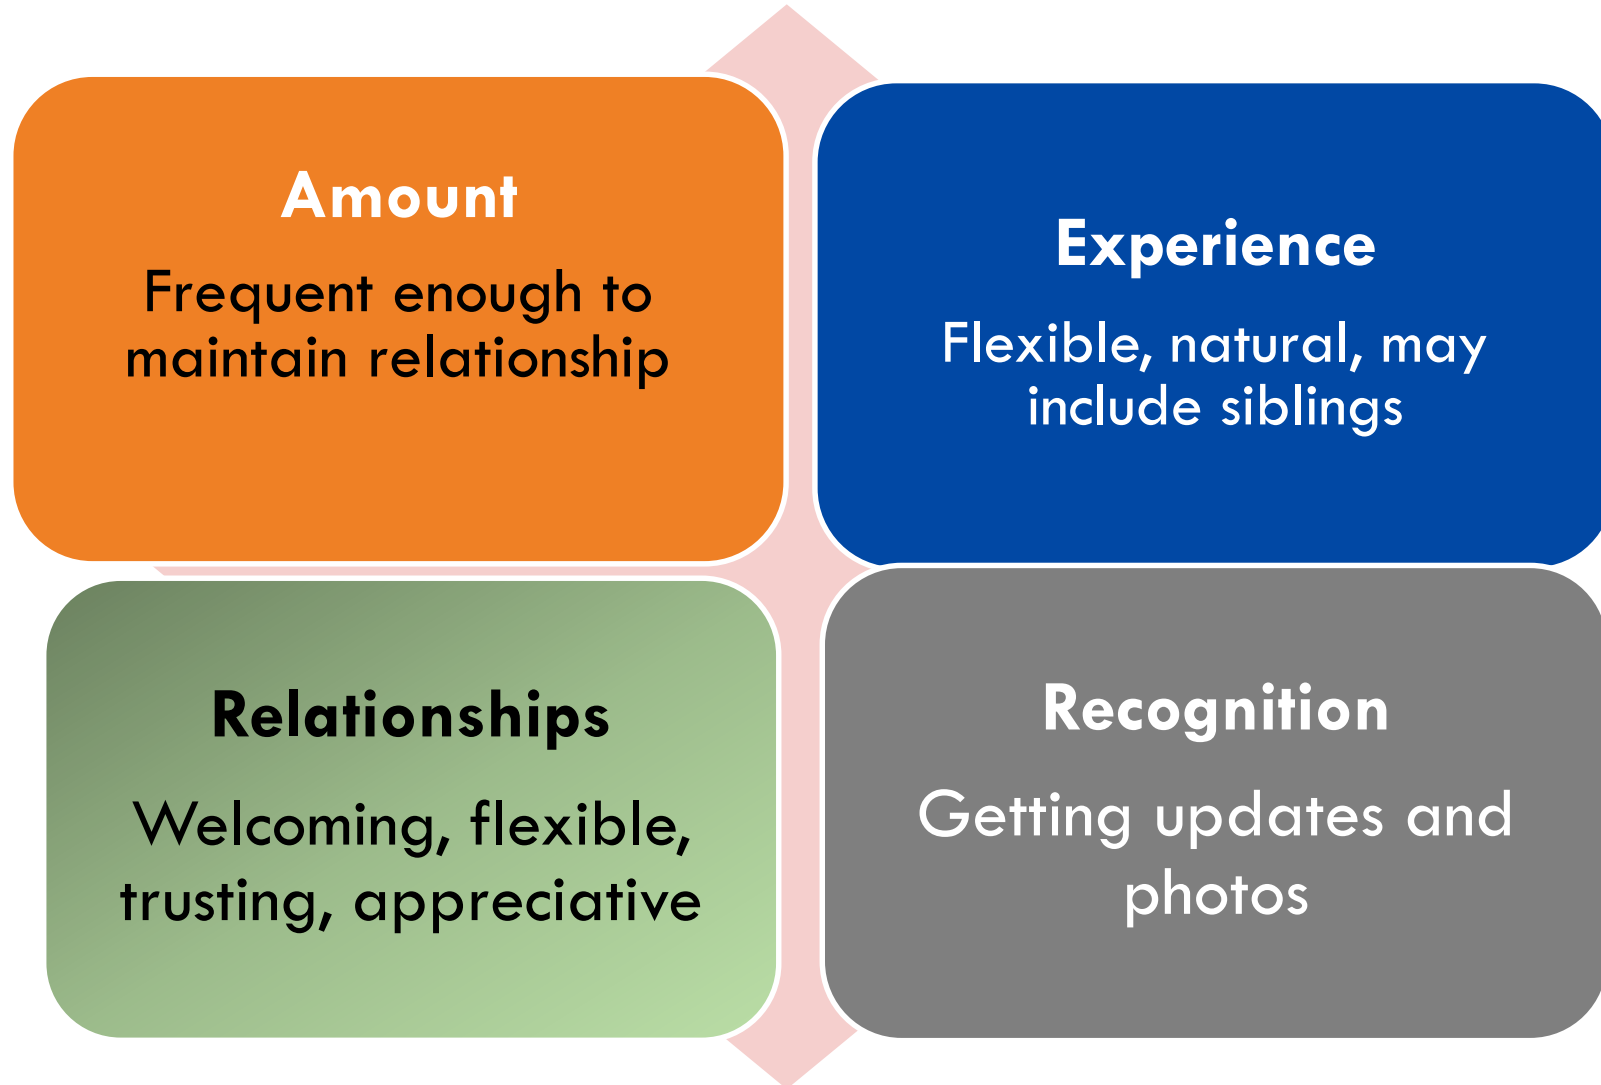 Amount
Frequent enough to
maintain relationship
Experience
Flexible, natural, may
include siblings
Relationships
Welcoming, flexible,
trusting, appreciative
Recognition
Getting updates and
photos